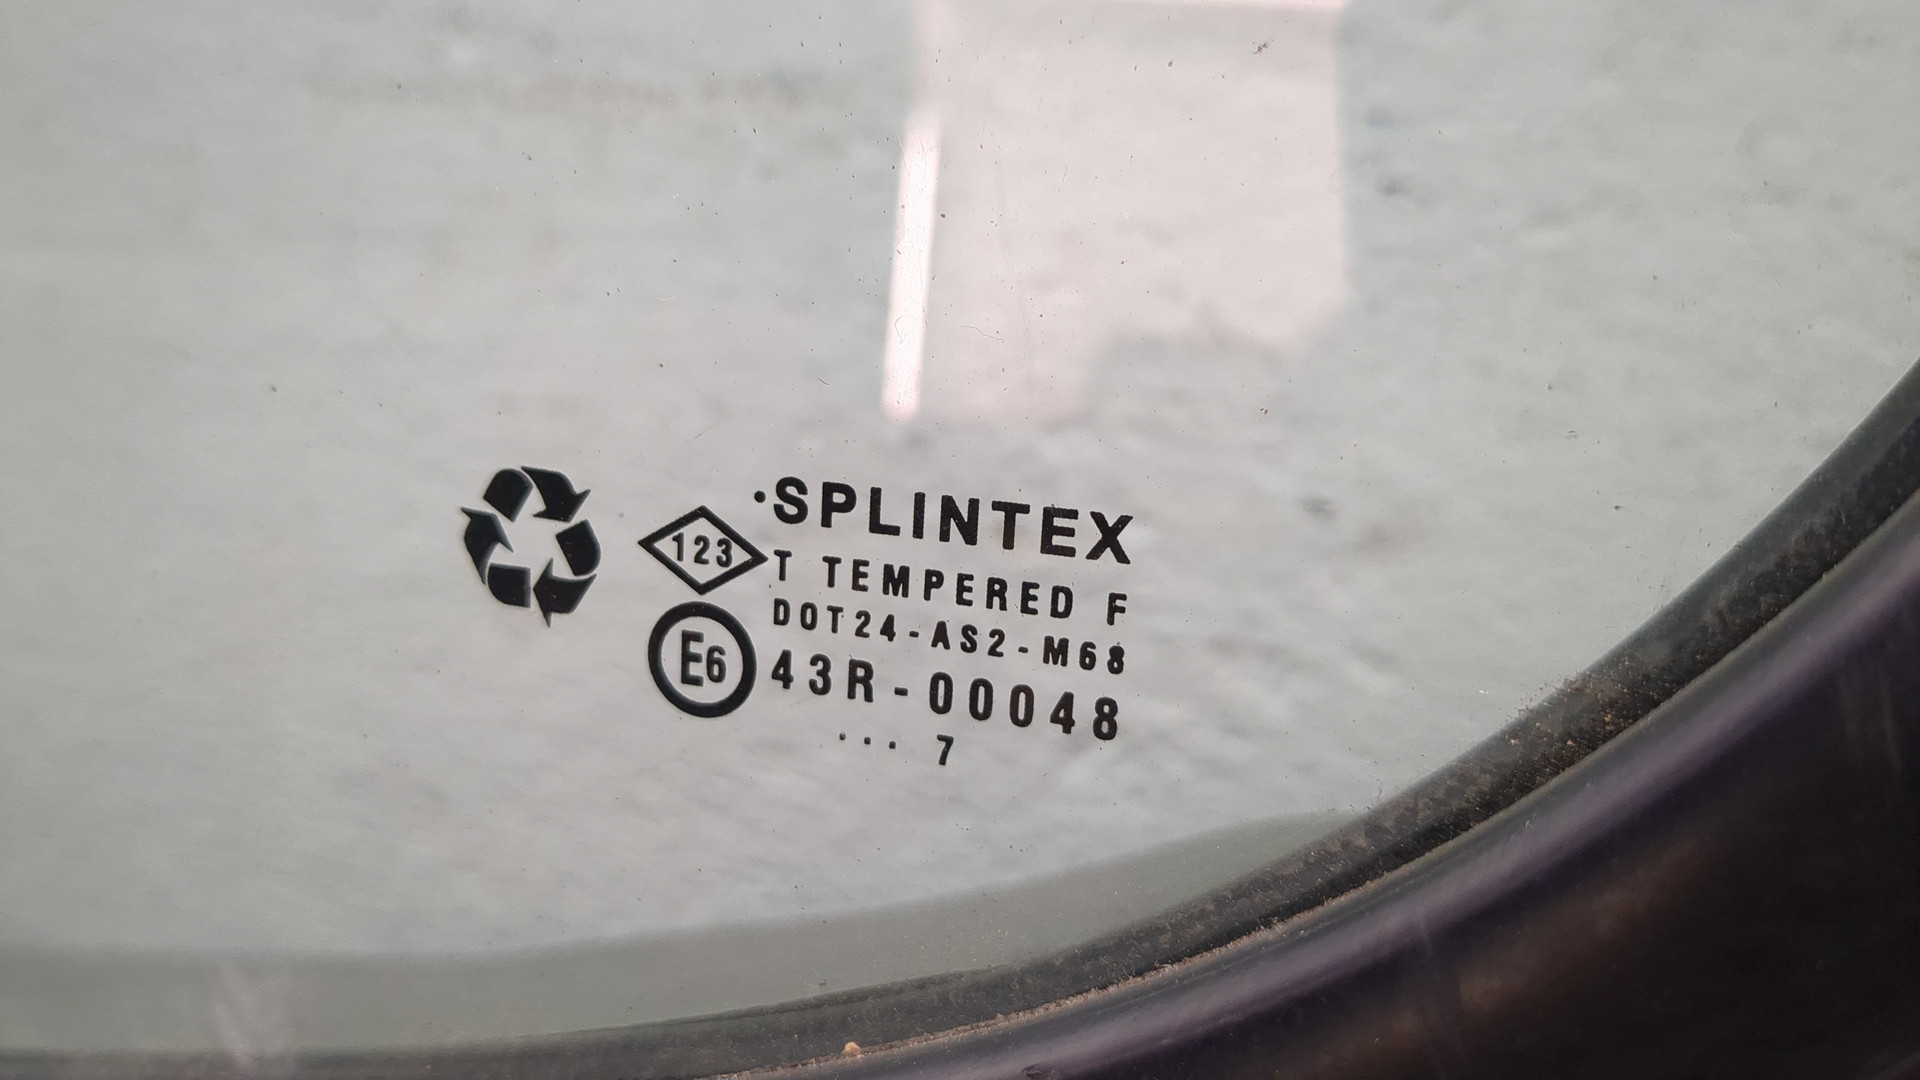 ·SPLINTEX
123
T TEMPERED F
DOT24-AS2-M68
E6 43R-00048
... 7